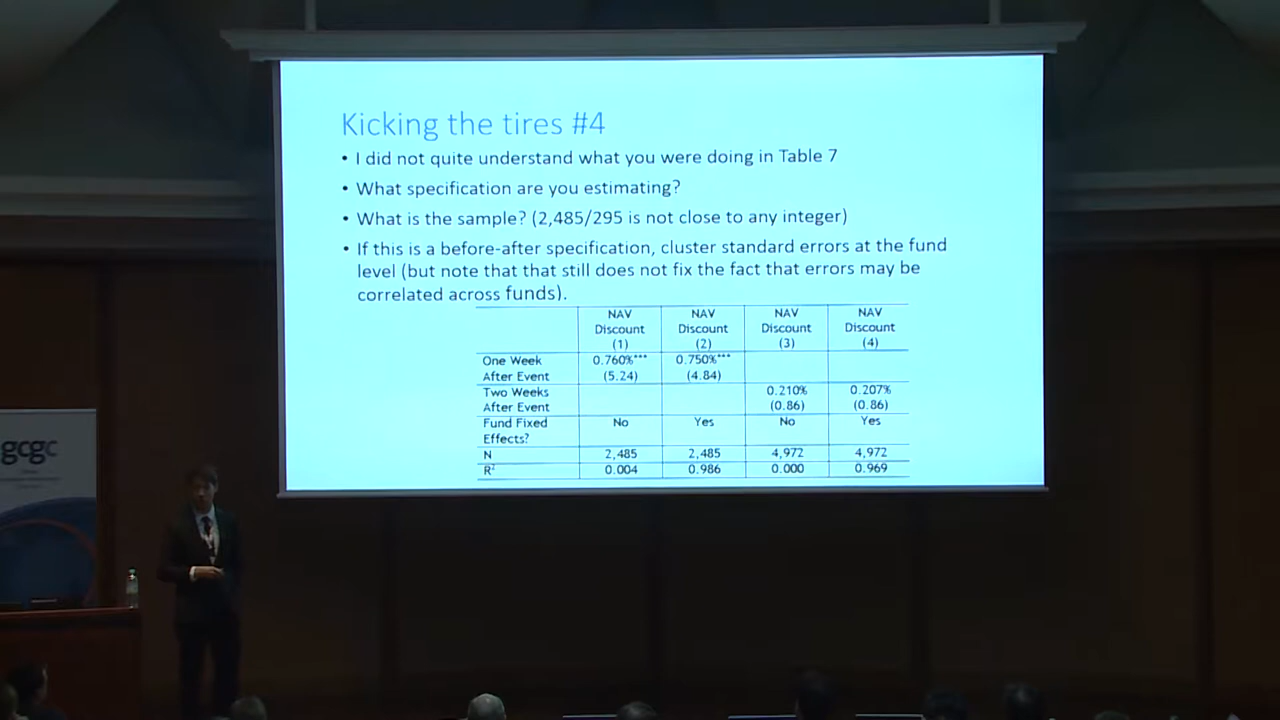 Kicking the tires #4
• I did not quite understand what you were doing in Table 7
• What specification are you estimating?
• What is the sample? (2,485/295 is not close to any integer)
• If this is a before-after specification, cluster standard errors at the fund
level (but note that that still does not fix the fact that errors may be
correlated across funds).
NAV NAV NAV NAV
Discount Discount Discount Discount
(1) (2) (3) (4)
One Week 0.760%*** 0.750%***
After Event (5.24) (4.84)
Two Weeks 0.210% 0.207%
After Event (0.86) (0.86)
Fund Fixed No Yes No Yes
Effects?
N 2,485 2,485 4,972 4,972
R² 0.004 0.986 0.000 0.969
gcgc